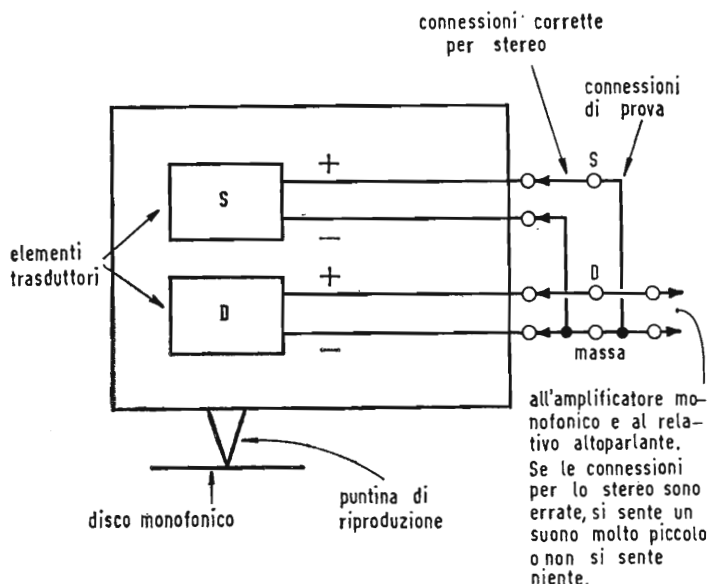 connessioni corrette
per stereo
connessioni
di prova
S
+
S
−
elementi
trasduttori
+
D
D
−
massa
all'amplificatore mo–
nofonico e al rela–
tivo altoparlante.
Se le connessioni
per lo stereo sono
errate, si sente un
suono molto piccolo
o non si sente
niente.
puntina di
riproduzione
disco monofonico